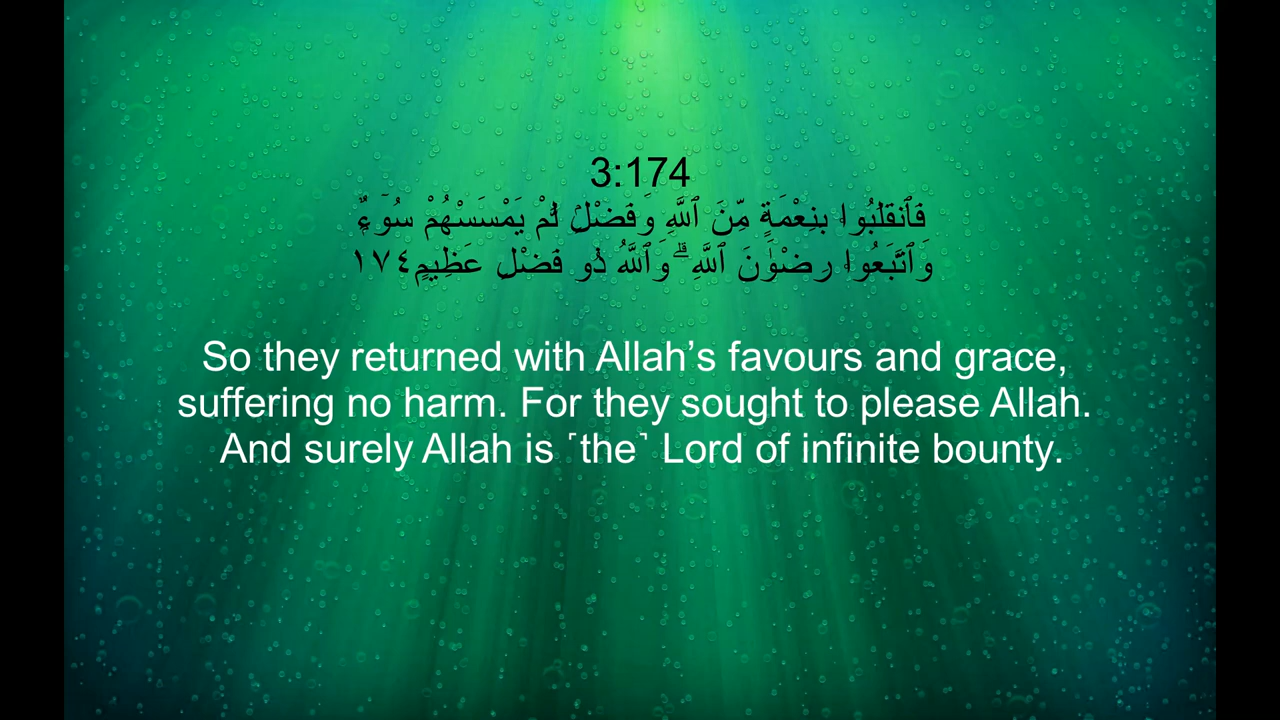 3:174
فَٱنقَلَبُوا۟ بِنِعْمَةٍ مِّنَ ٱللَّهِ وَفَضْلٍ لَّمْ يَمْسَسْهُمْ سُوٓءٌ
وَٱتَّبَعُوا۟ رِضْوَٰنَ ٱللَّهِ ۗ وَٱللَّهُ ذُو فَضْلٍ عَظِيمٍ١٧٤
So they returned with Allah’s favours and grace,
suffering no harm. For they sought to please Allah.
And surely Allah is ˹the˺ Lord of infinite bounty.